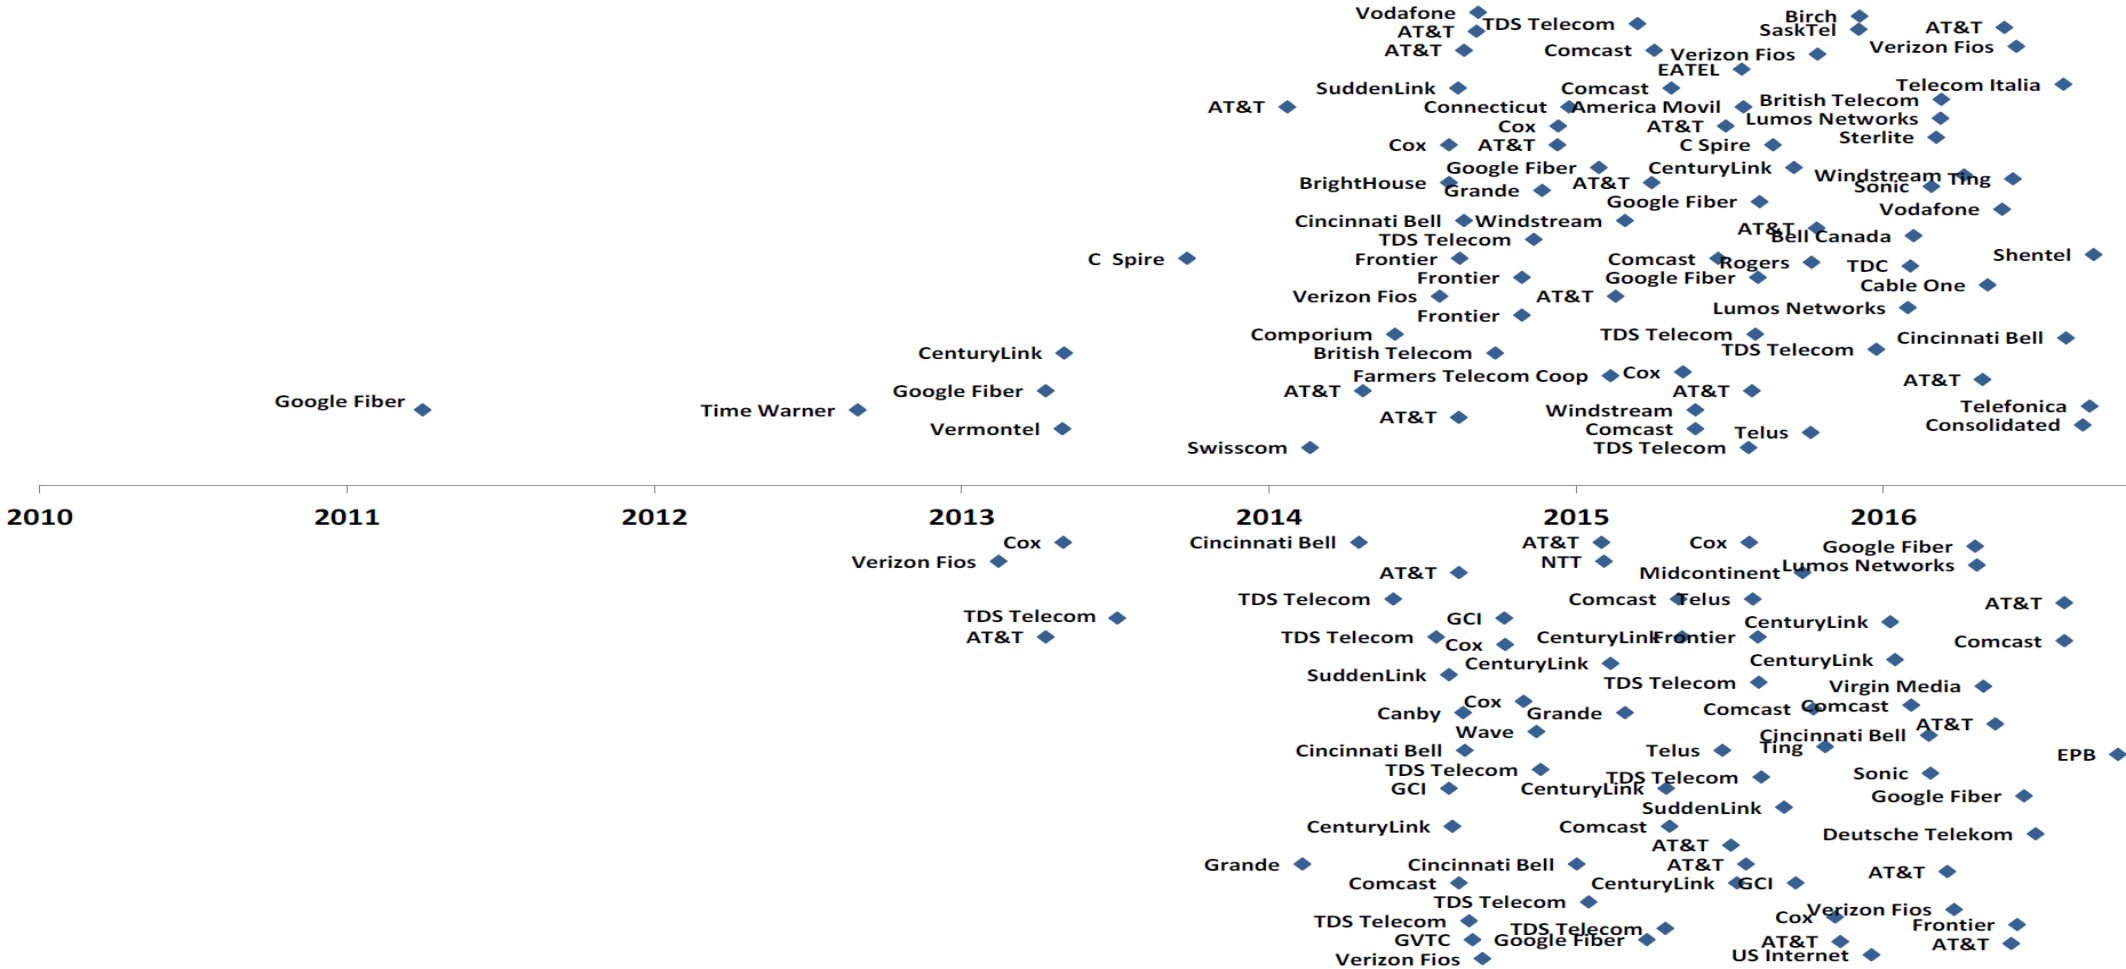 Vodafone
Birch
TDS Telecom
AT&T
SaskTel
AT&T
AT&T
Comcast
Verizon Fios
Verizon Fios
EATEL
SuddenLink
Comcast
Telecom Italia
AT&T
Connecticut
America Movil
British Telecom
Cox
AT&T
Lumos Networks
Cox
AT&T
C Spire
Sterlite
Google Fiber
CenturyLink
BrightHouse
Grande
AT&T
Windstream
Ting
Sonic
Google Fiber
Vodafone
Cincinnati Bell
Windstream
AT&T
TDS Telecom
Bell Canada
C Spire
Frontier
Comcast
Rogers
TDC
Shentel
Frontier
Google Fiber
Cable One
Verizon Fios
AT&T
Lumos Networks
Frontier
Comporium
TDS Telecom
Cincinnati Bell
CenturyLink
British Telecom
TDS Telecom
Farmers Telecom Coop
Cox
AT&T
Google Fiber
Google Fiber
AT&T
AT&T
Time Warner
AT&T
Windstream
Telefonica
Vermontel
Comcast
Telus
Consolidated
Swisscom
TDS Telecom
2010 2011 2012 2013 2014 2015 2016
Cox
Cincinnati Bell
AT&T
Cox
Google Fiber
Verizon Fios
NTT
Lumos Networks
AT&T
Midcontinent
TDS Telecom
Comcast
Telus
AT&T
TDS Telecom
GCI
CenturyLink
AT&T
TDS Telecom
Cox
CenturyLink
Frontier
Comcast
CenturyLink
CenturyLink
SuddenLink
TDS Telecom
Virgin Media
Cox
Canby
Grande
Comcast
Comcast
Wave
AT&T
Cincinnati Bell
Cincinnati Bell
Telus
Ting
EPB
TDS Telecom
TDS Telecom
Sonic
GCI
CenturyLink
Google Fiber
SuddenLink
CenturyLink
Comcast
Deutsche Telekom
AT&T
Grande
Cincinnati Bell
AT&T
AT&T
Comcast
CenturyLink
GCI
TDS Telecom
Verizon Fios
TDS Telecom
TDS Telecom
Cox
Frontier
GVTC
Google Fiber
AT&T
AT&T
Verizon Fios
US Internet